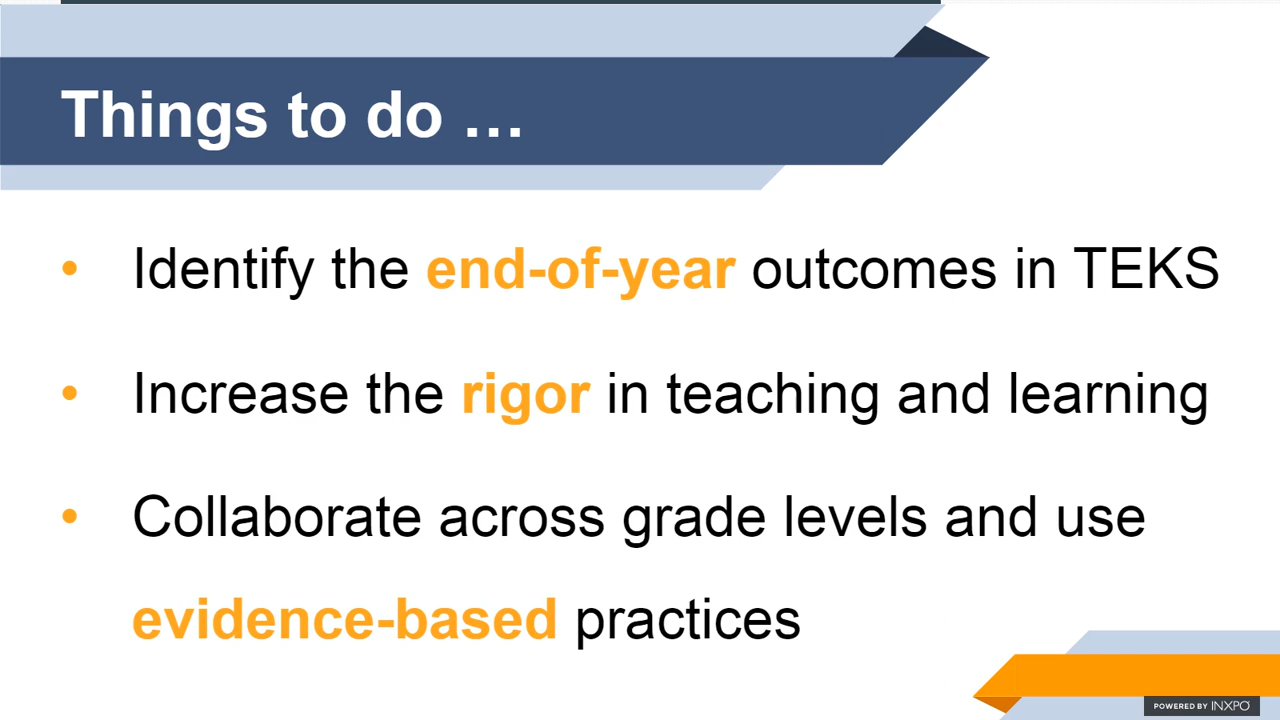 Things to do …
• Identify the end-of-year outcomes in TEKS
• Increase the rigor in teaching and learning
• Collaborate across grade levels and use
evidence-based practices
POWERED BY INXPO